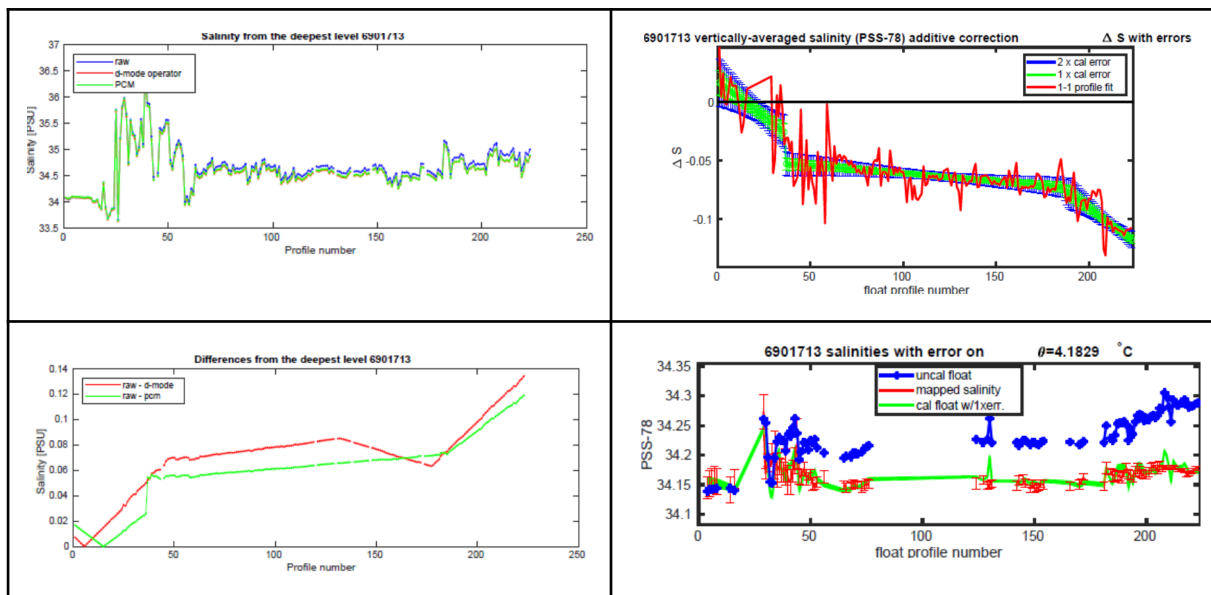 Salinity from the deepest level 6901713
37
36.5
36
35.5
35
34.5
34
33.5
Salinity [PSU]
raw
d-mode operator
PCM
0
50
100
150
200
250
Profile number
6901713 vertically-averaged salinity (PSS-78) additive correction Δ S with errors
0
-0.05
-0.1
Δ S
2 x cal error
1 x cal error
1-1 profile fit
0
50
100
150
200
float profile number
Differences from the deepest level 6901713
0.14
0.12
0.1
0.08
0.06
0.04
0.02
0
Salinity [PSU]
raw - d-mode
raw - pcm
0
50
100
150
200
250
Profile number
6901713 salinities with error on θ=4.1829 °C
34.35
34.3
34.25
34.2
34.15
34.1
PSS-78
uncal float
mapped salinity
cal float w/1xerr.
0
50
100
150
200
float profile number